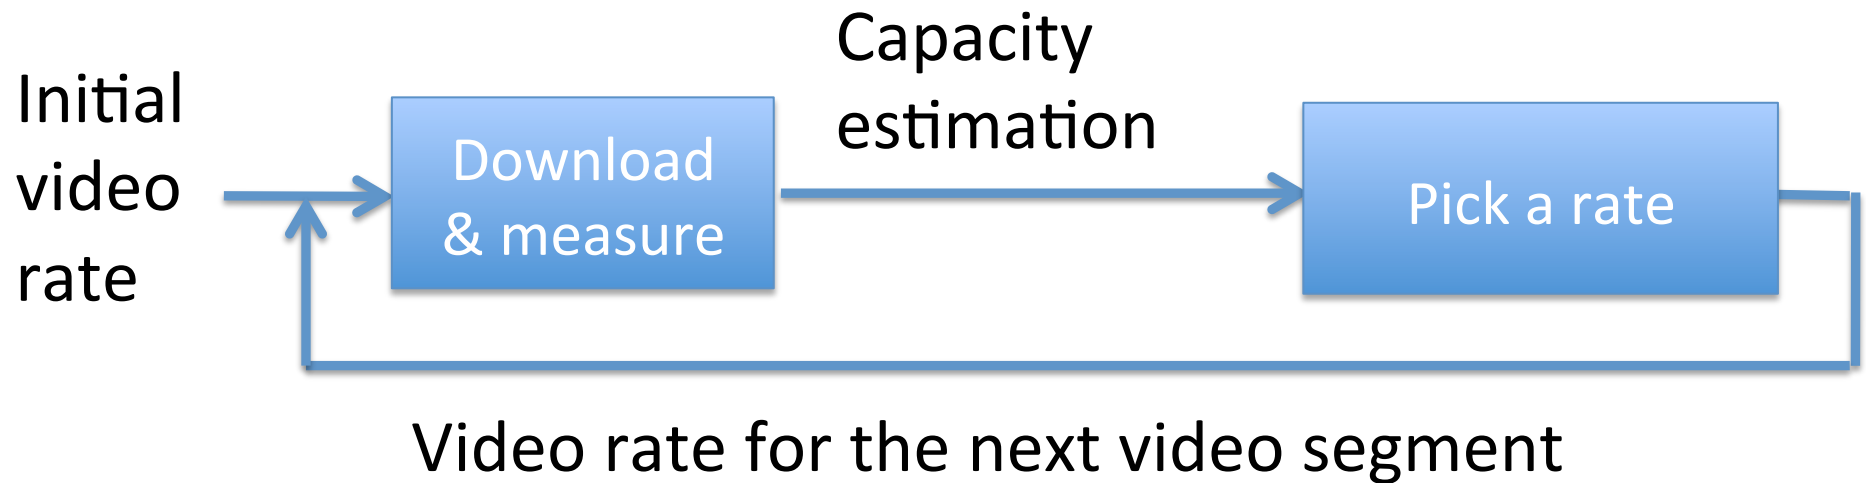 Initial
video
rate
Download
& measure
Capacity
estimation
Pick a rate
Video rate for the next video segment